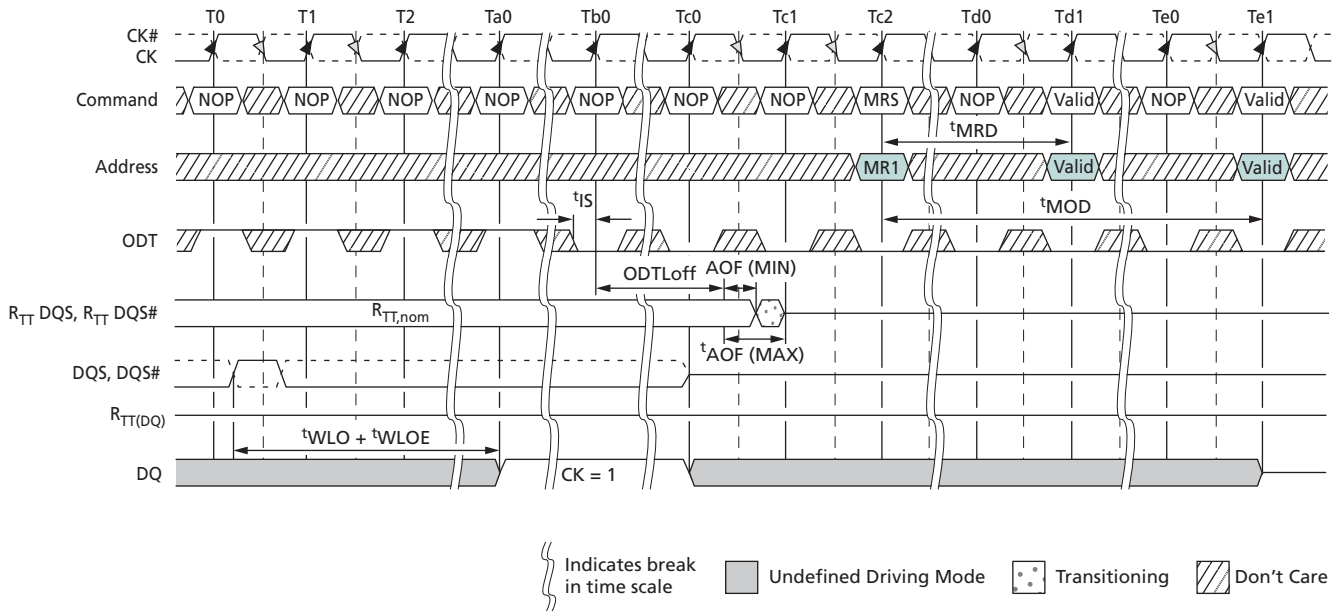 T0 T1 T2 Ta0 Tb0 Tc0 Tc1 Tc2 Td0 Td1 Te0 Te1
CK#
CK
Command NOP NOP NOP NOP NOP NOP NOP MRS NOP Valid NOP Valid
tMRD
Address MR1 Valid Valid
tIS
tMOD
ODT
ODTLoff AOF (MIN)
RTT DQS, RTT DQS# RTT,nom
tAOF (MAX)
DQS, DQS#
RTT(DQ)
tWLO + tWLOE
DQ CK = 1
Indicates break
in time scale
Undefined Driving Mode Transitioning Don't Care